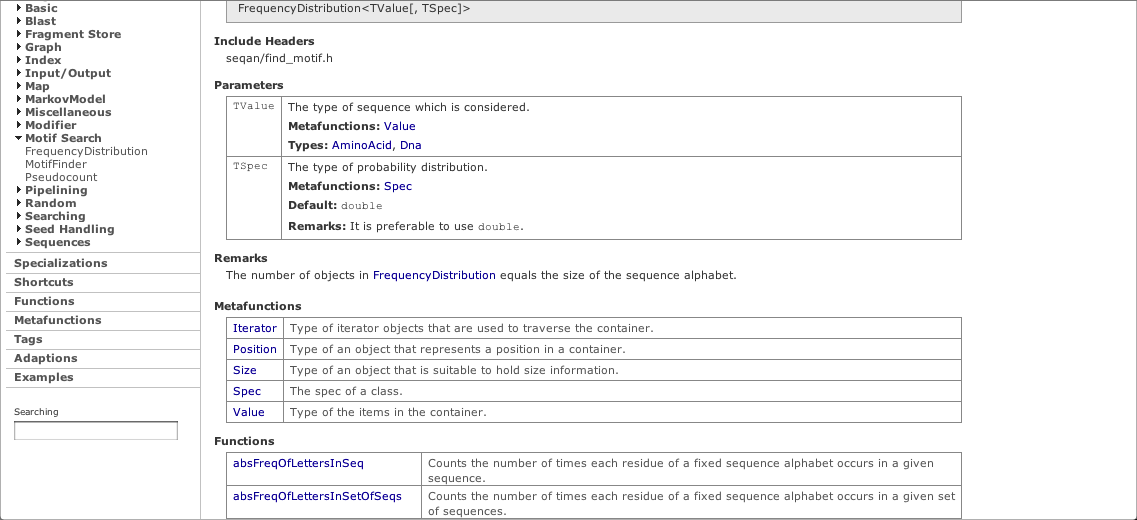 Basic
Blast
Fragment Store
Graph
Index
Input/Output
Map
MarkovModel
Miscellaneous
Modifier
Motif Search
FrequencyDistribution
MotifFinder
Pseudocount
Pipelining
Random
Searching
Seed Handling
Sequences
Specializations
Shortcuts
Functions
Metafunctions
Tags
Adaptions
Examples
Searching
FrequencyDistribution<TValue[, TSpec]>
Include Headers
seqan/find_motif.h
Parameters
TValue The type of sequence which is considered.
Metafunctions: Value
Types: AminoAcid, Dna
TSpec The type of probability distribution.
Metafunctions: Spec
Default: double
Remarks: It is preferable to use double.
Remarks
The number of objects in FrequencyDistribution equals the size of the sequence alphabet.
Metafunctions
Iterator Type of iterator objects that are used to traverse the container.
Position Type of an object that represents a position in a container.
Size Type of an object that is suitable to hold size information.
Spec The spec of a class.
Value Type of the items in the container.
Functions
absFreqOfLettersInSeq Counts the number of times each residue of a fixed sequence alphabet occurs in a given
sequence.
absFreqOfLettersInSetOfSeqs Counts the number of times each residue of a fixed sequence alphabet occurs in a given set
of sequences.